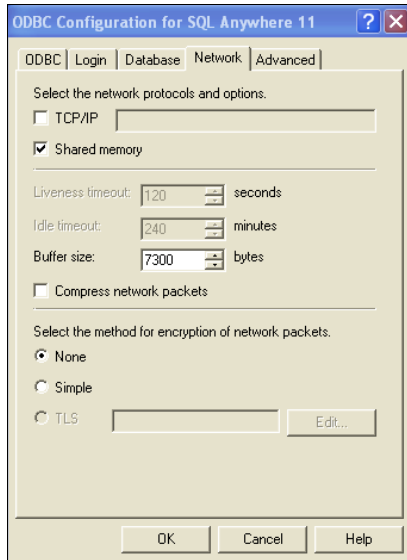 ODBC Configuration for SQL Anywhere 11
ODBC Login Database Network Advanced
Select the network protocols and options.
TCP/IP
Shared memory
Liveness timeout: 120 seconds
Idle timeout: 240 minutes
Buffer size: 7300 bytes
Compress network packets
Select the method for encryption of network packets.
None
Simple
TLS Edit...
OK Cancel Help